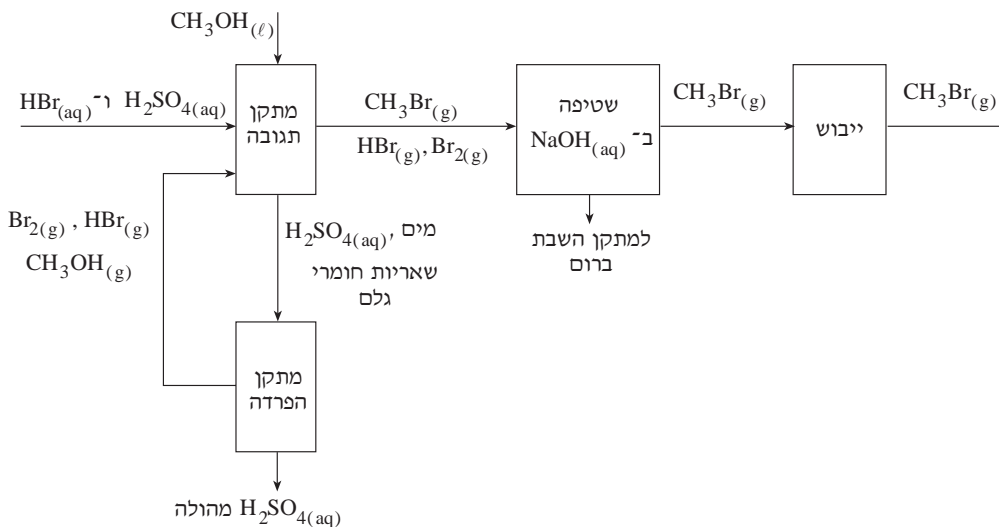 CH₃OH₍ℓ₎
H₂SO₄₍aq₎ ו־ HBr₍aq₎
מתקן
תגובה
CH₃Br₍g₎
HBr₍g₎, Br₂₍g₎
שטיפה
ב־ NaOH₍aq₎
CH₃Br₍g₎
ייבוש
CH₃Br₍g₎
Br₂₍g₎ , HBr₍g₎
CH₃OH₍g₎
מים ,H₂SO₄₍aq₎
שאריות חומרי
גלם
למתקן השבת
ברום
מתקן
הפרדה
H₂SO₄₍aq₎ מהולה